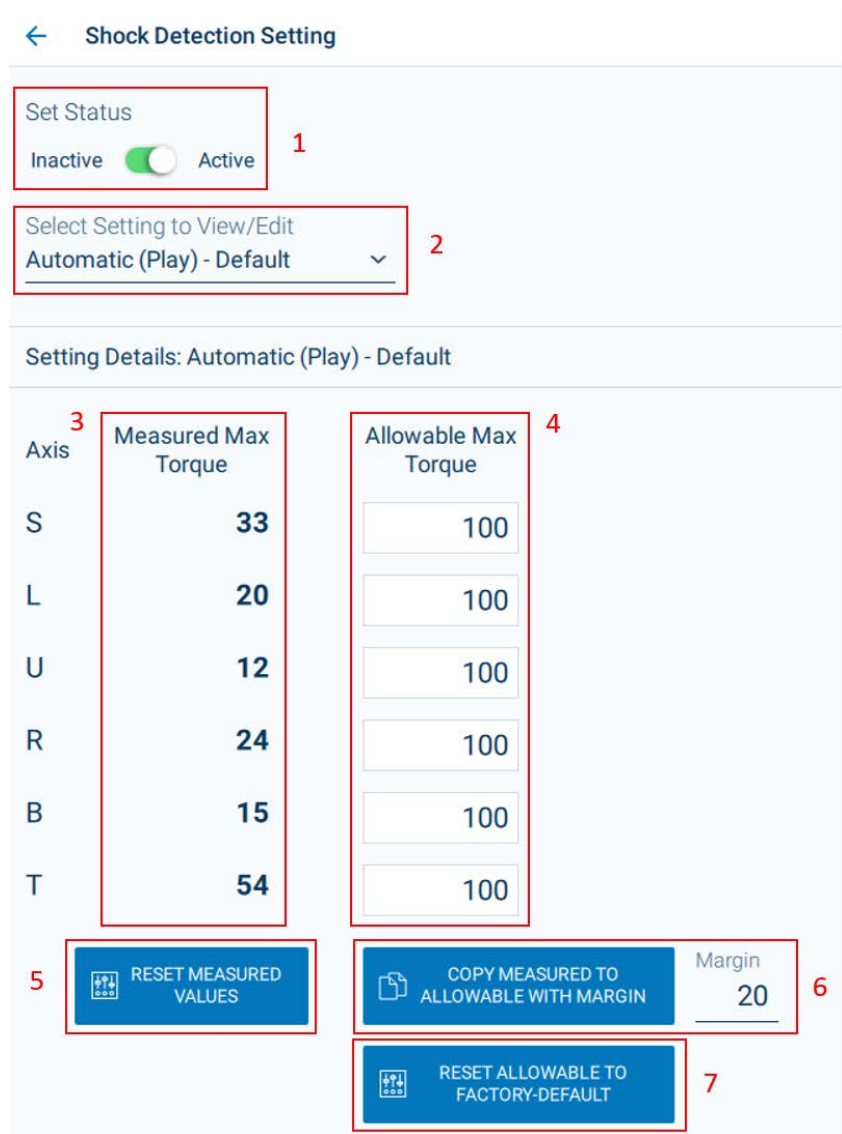 Shock Detection Setting
Set Status
1
Inactive Active
Select Setting to View/Edit
2
Automatic (Play) - Default
Setting Details: Automatic (Play) - Default
3
4
Axis
Measured Max
Torque
Allowable Max
Torque
S 33 100
L 20 100
U 12 100
R 24 100
B 15 100
T 54 100
5
RESET MEASURED
VALUES
COPY MEASURED TO
ALLOWABLE WITH MARGIN
Margin
20
6
RESET ALLOWABLE TO
FACTORY-DEFAULT
7